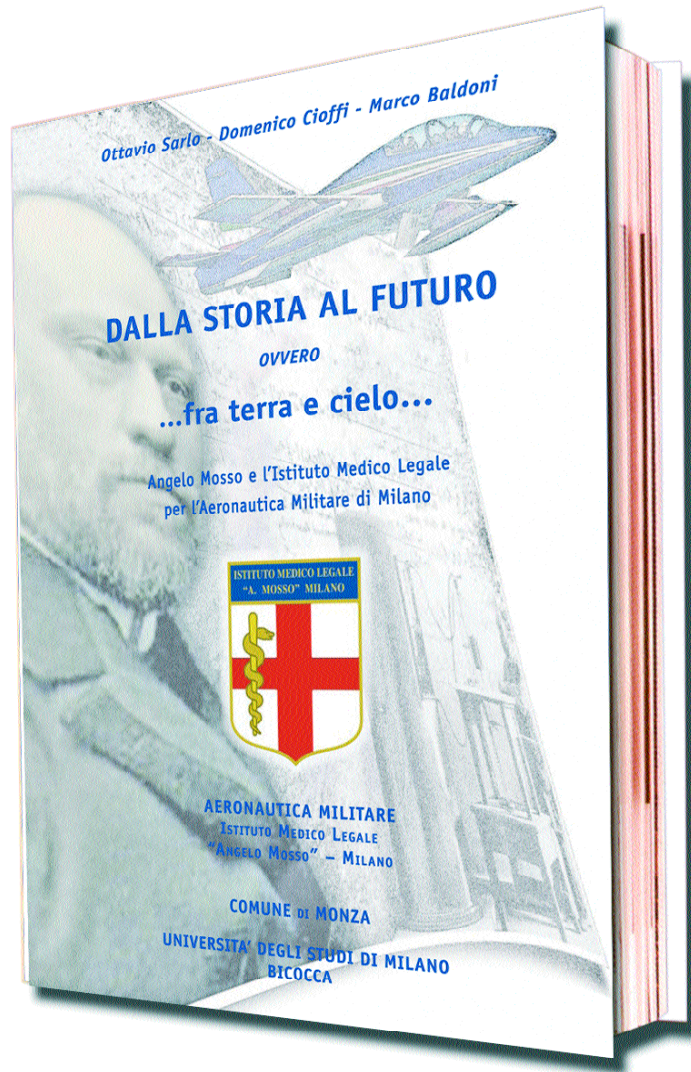 Ottavio Sarlo - Domenico Cioffi - Marco Baldoni
DALLA STORIA AL FUTURO
OVVERO
...fra terra e cielo...
Angelo Mosso e l'Istituto Medico Legale
per l'Aeronautica Militare di Milano
ISTITUTO MEDICO LEGALE
“A. MOSSO” MILANO
AERONAUTICA MILITARE
ISTITUTO MEDICO LEGALE
“ANGELO MOSSO” – MILANO
COMUNE DI MONZA
UNIVERSITA' DEGLI STUDI DI MILANO
BICOCCA